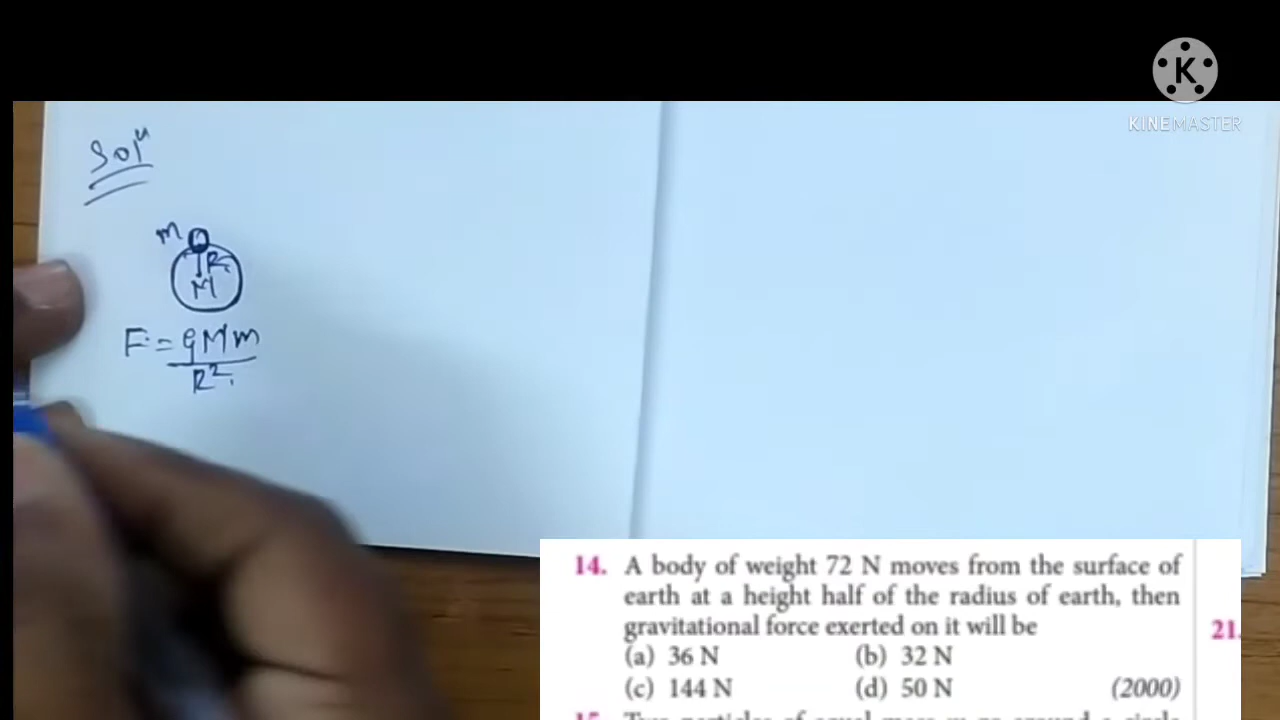 K
KINEMASTER
Solⁿ
m
R
M
F = GMm
R²
14. A body of weight 72 N moves from the surface of
earth at a height half of the radius of earth, then
gravitational force exerted on it will be
(a) 36 N (b) 32 N
(c) 144 N (d) 50 N (2000)
21.